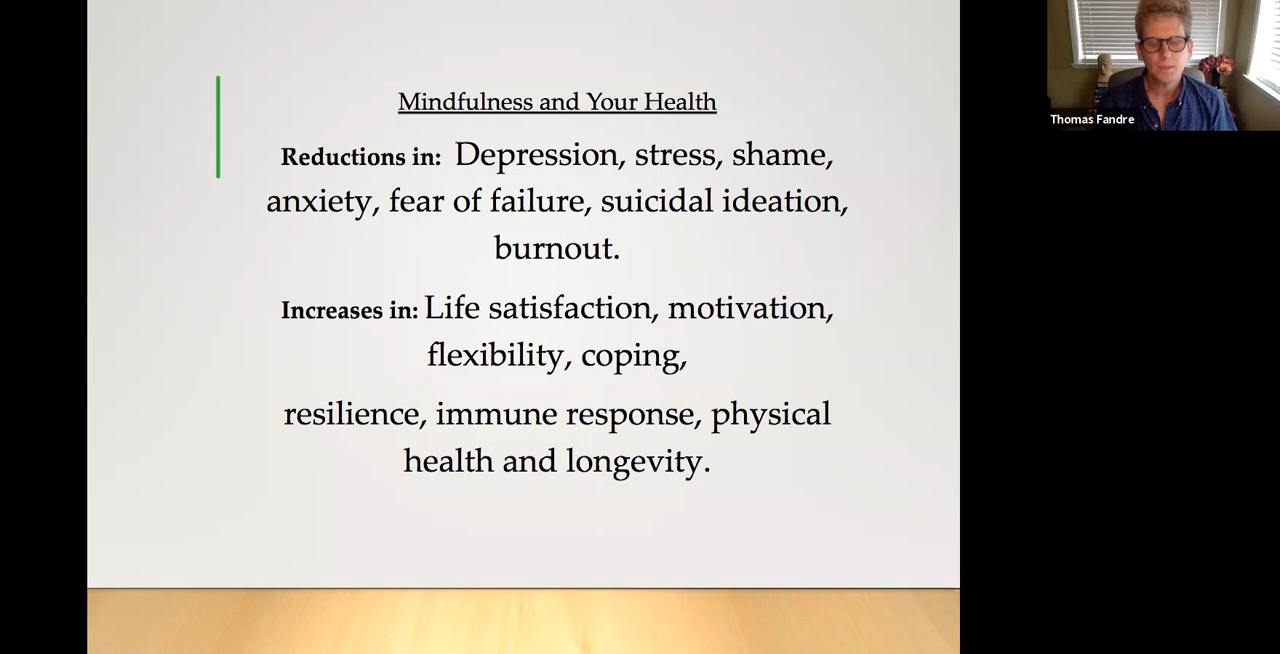 Mindfulness and Your Health
Reductions in: Depression, stress, shame,
anxiety, fear of failure, suicidal ideation,
burnout.
Increases in: Life satisfaction, motivation,
flexibility, coping,
resilience, immune response, physical
health and longevity.
Thomas Fandre